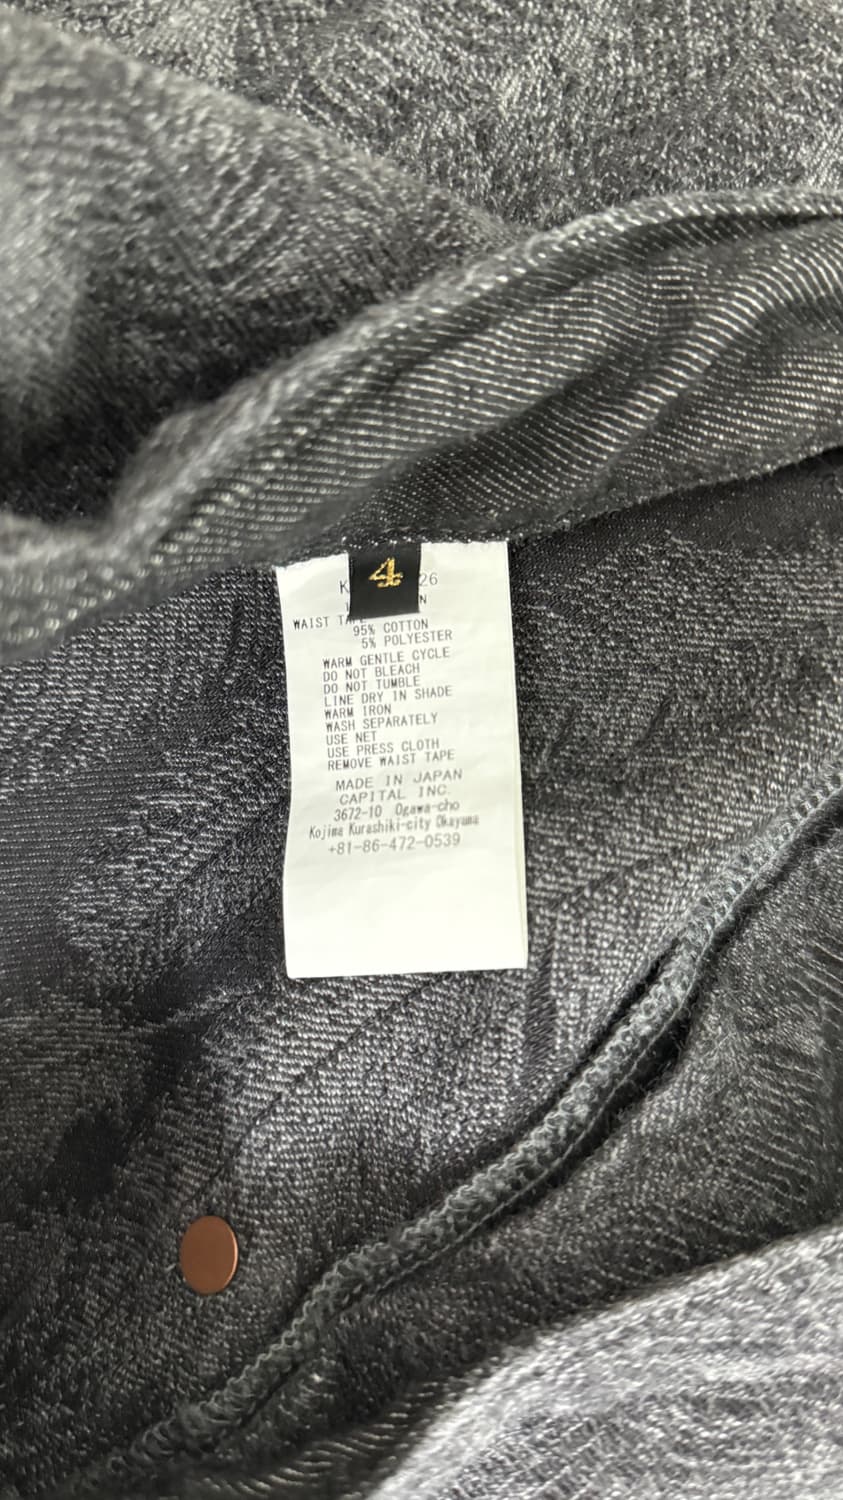 4
26
WAIST
95% COTTON
5% POLYESTER
WARM GENTLE CYCLE
DO NOT BLEACH
DO NOT TUMBLE
LINE DRY IN SHADE
WARM IRON
WASH SEPARATELY
USE NET
USE PRESS CLOTH
REMOVE WAIST TAPE
MADE IN JAPAN
CAPITAL INC.
3672-10 Ogawa-cho
Kojima Kurashiki-city Okayama
+81-86-472-0539